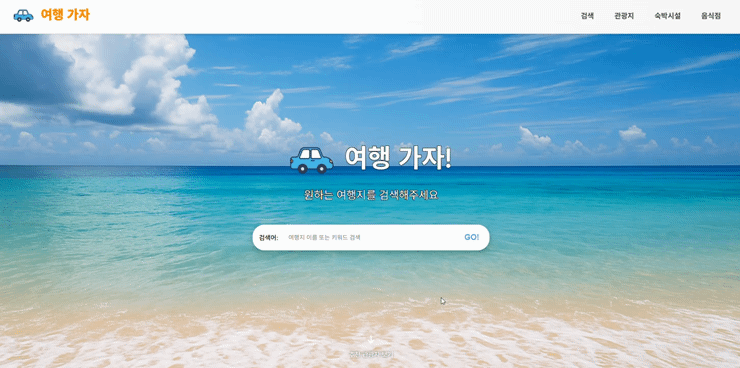 여행 가자
검색 관광지 숙박시설 음식점
여행 가자!
원하는 여행지를 검색해주세요
검색어: 여행지 이름 또는 키워드 검색 GO!